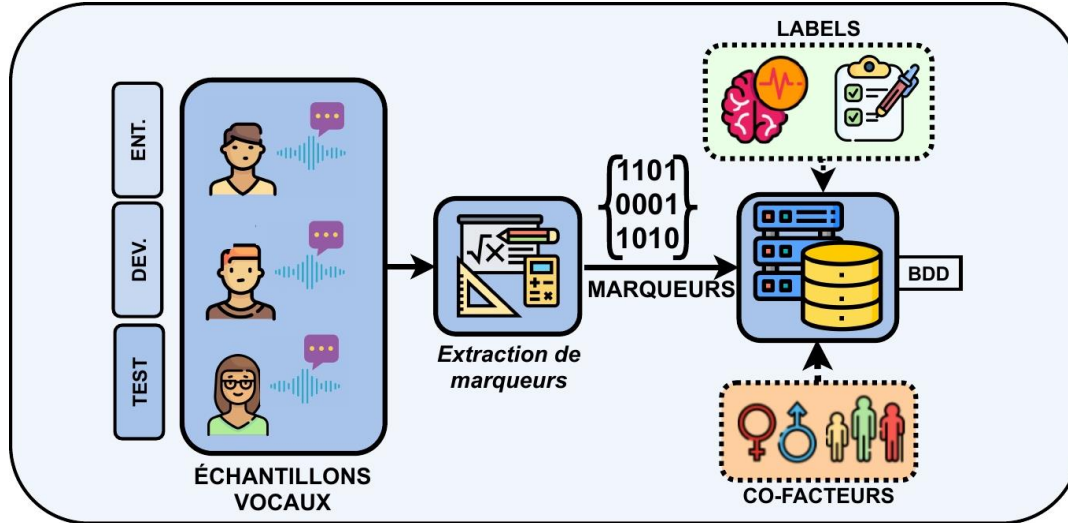 LABELS
ENT.
DEV.
TEST
1101
0001
1010
MARQUEURS
BDD
Extraction de
marqueurs
ÉCHANTILLONS
VOCAUX
CO-FACTEURS